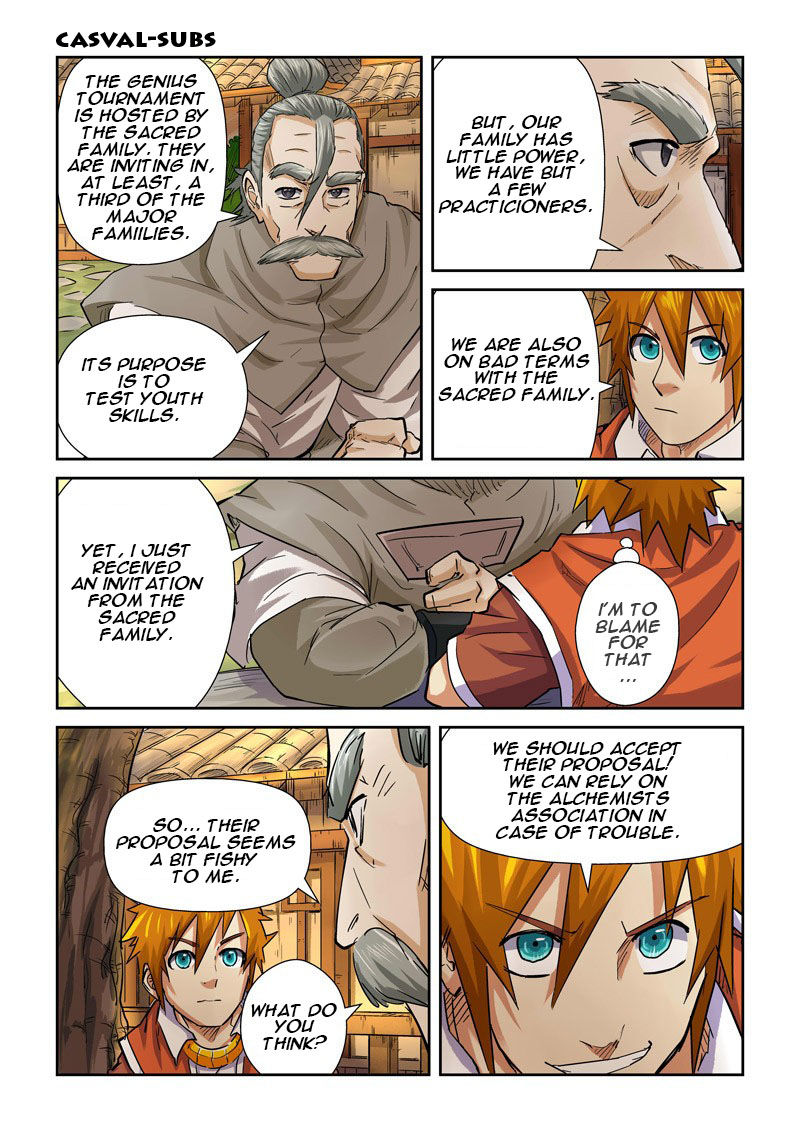 CASVAL-SUBS
THE GENIUS
TOURNAMENT
IS HOSTED BY
THE SACRED
FAMILY. THEY
ARE INVITING IN,
AT LEAST, A
THIRD OF THE
MAJOR
FAMIILIES.
ITS PURPOSE
IS TO
TEST YOUTH
SKILLS.
BUT, OUR
FAMILY HAS
LITTLE POWER,
WE HAVE BUT
A FEW
PRACTICIONERS.
WE ARE ALSO
ON BAD TERMS
WITH THE
SACRED FAMILY.
YET, I JUST
RECEIVED
AN INVITATION
FROM THE
SACRED
FAMILY.
I'M TO
BLAME
FOR
THAT
...
SO... THEIR
PROPOSAL SEEMS
A BIT FISHY
TO ME.
WHAT DO
YOU
THINK?
WE SHOULD ACCEPT
THEIR PROPOSAL!
WE CAN RELY ON
THE ALCHEMISTS
ASSOCIATION IN
CASE OF TROUBLE.